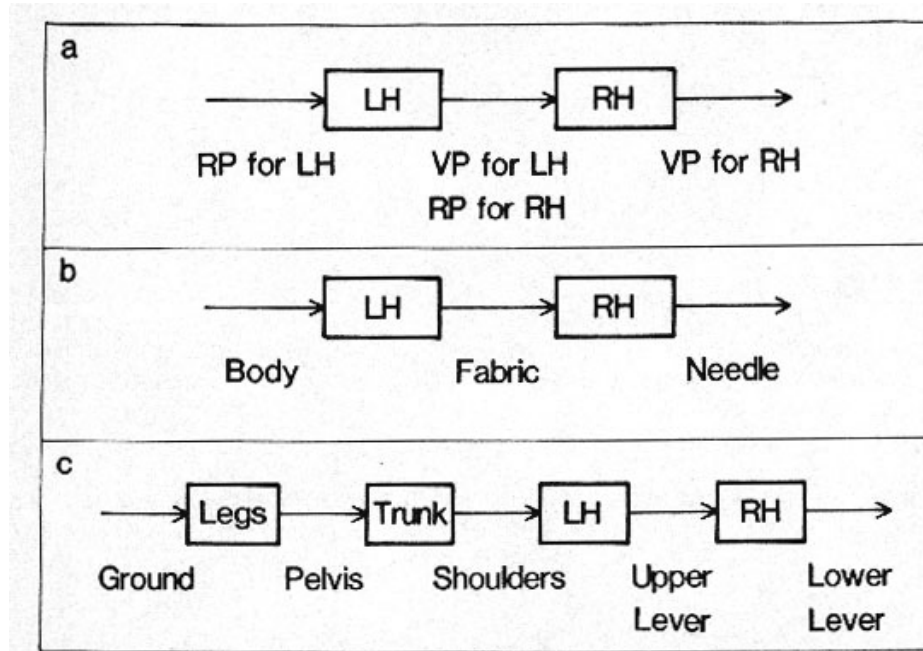 a
LH RH
RP for LH VP for LH VP for RH
RP for RH
b
LH RH
Body Fabric Needle
c
Legs Trunk LH RH
Ground Pelvis Shoulders Upper Lower
Lever Lever